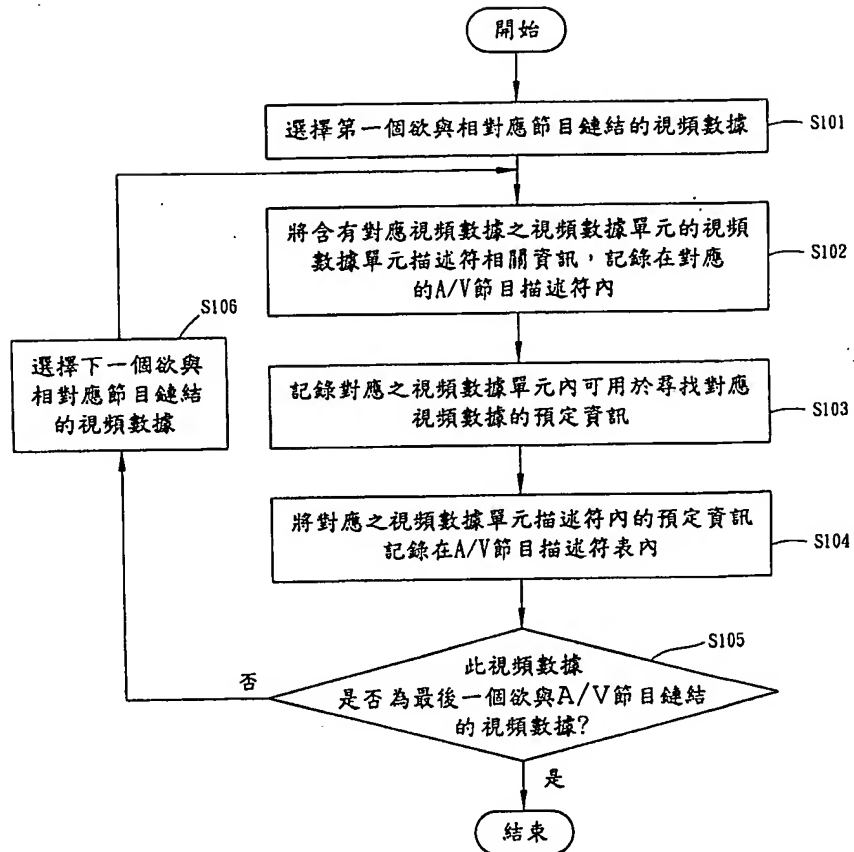 開始
選擇第一個欲與相對應節目鏈結的視頻數據
S101
將含有對應視頻數據之視頻數據單元的視頻
數據單元描述符相關資訊，記錄在對應
的A/V節目描述符內
S102
S106
選擇下一個欲與
相對應節目鏈結
的視頻數據
記錄對應之視頻數據單元內可用於尋找對應
視頻數據的預定資訊
S103
將對應之視頻數據單元描述符內的預定資訊
記錄在A/V節目描述符表內
S104
S105
此視頻數據
是否為最後一個欲與A/V節目鏈結
的視頻數據?
否
是
結束